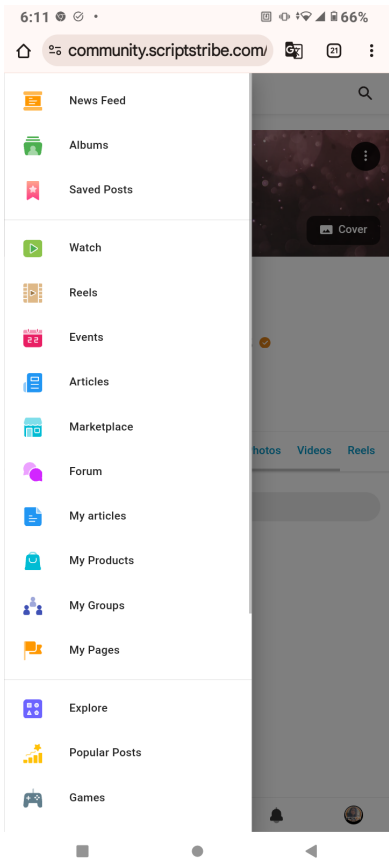 6:11
66%
community.scriptstribe.com/
21
News Feed
Albums
Saved Posts
Cover
Watch
Reels
Events
22
Articles
Marketplace
hotos Videos Reels
Forum
My articles
My Products
My Groups
My Pages
Explore
Popular Posts
Games